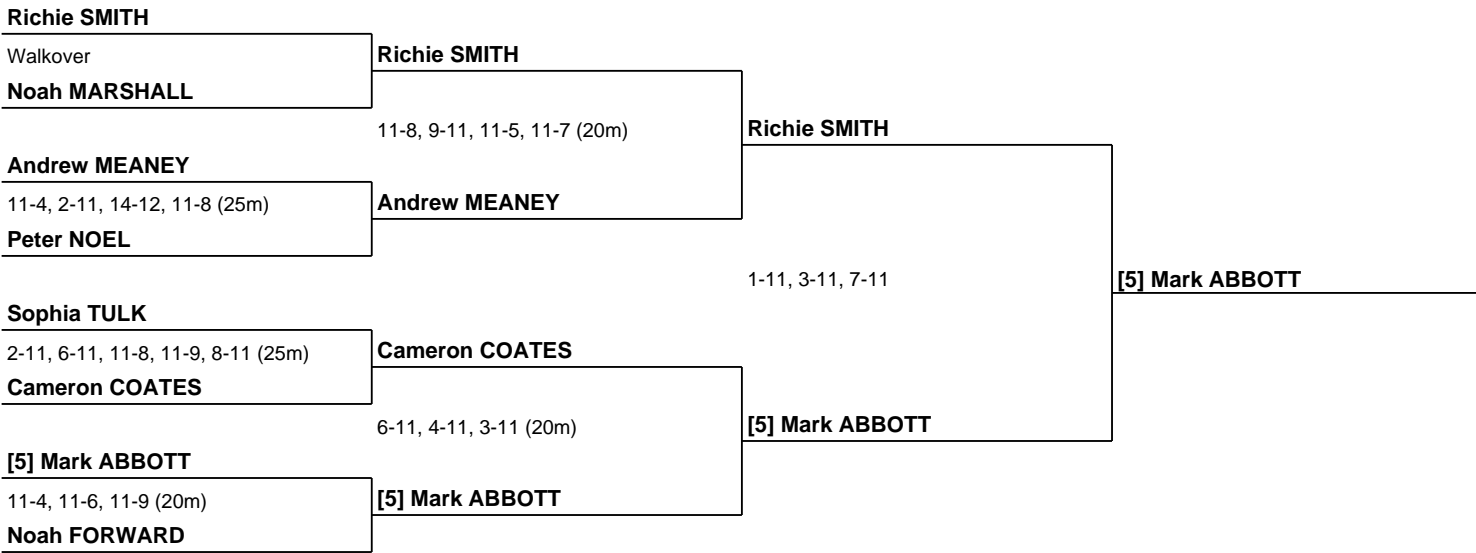 Richie SMITH
Walkover
Noah MARSHALL
Richie SMITH
11-8, 9-11, 11-5, 11-7 (20m)
Richie SMITH
Andrew MEANEY
11-4, 2-11, 14-12, 11-8 (25m)
Peter NOEL
Andrew MEANEY
1-11, 3-11, 7-11
[5] Mark ABBOTT
Sophia TULK
2-11, 6-11, 11-8, 11-9, 8-11 (25m)
Cameron COATES
Cameron COATES
6-11, 4-11, 3-11 (20m)
[5] Mark ABBOTT
[5] Mark ABBOTT
11-4, 11-6, 11-9 (20m)
Noah FORWARD
[5] Mark ABBOTT